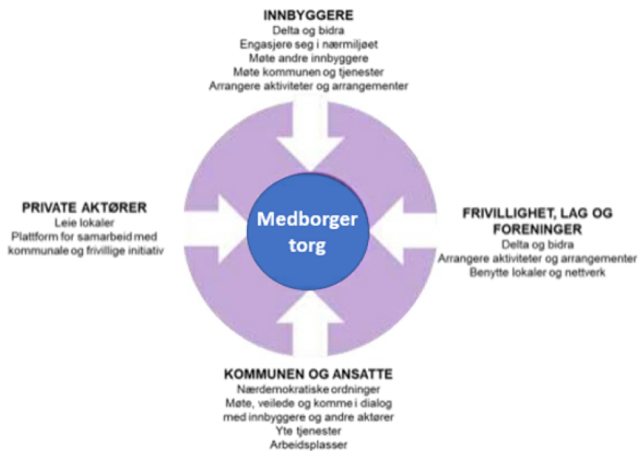 INNBYGGERE
Delta og bidra
Engasjere seg i nærmiljøet
Møte andre innbyggere
Møte kommunen og tjenester
Arrangere aktiviteter og arrangementer
PRIVATE AKTØRER
Leie lokaler
Plattform for samarbeid med
kommunale og frivillige initiativ
Medborger
torg
FRIVILLIGHET, LAG OG
FORENINGER
Delta og bidra
Arrangere aktiviteter og arrangementer
Benytte lokaler og nettverk
KOMMUNEN OG ANSATTE
Nærdemokratiske ordninger
Møte, veilede og komme i dialog
med innbyggere og andre aktører
Yte tjenester
Arbeidsplasser